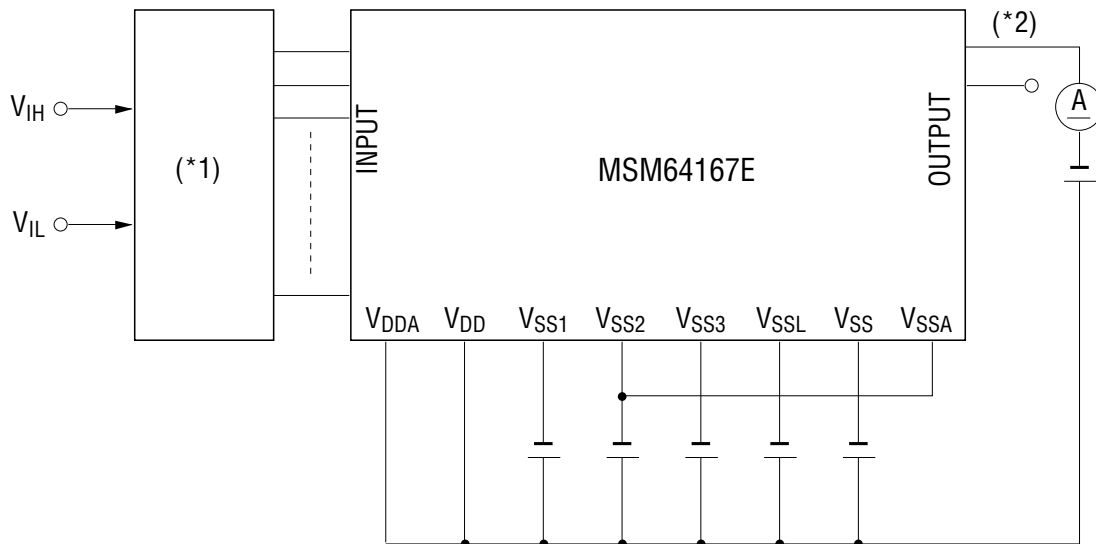 (*2)
V_IH
(*1)
INPUT
MSM64167E
OUTPUT
A
V_IL
V_DDA V_DD V_SS1 V_SS2 V_SS3 V_SSL V_SS V_SSA